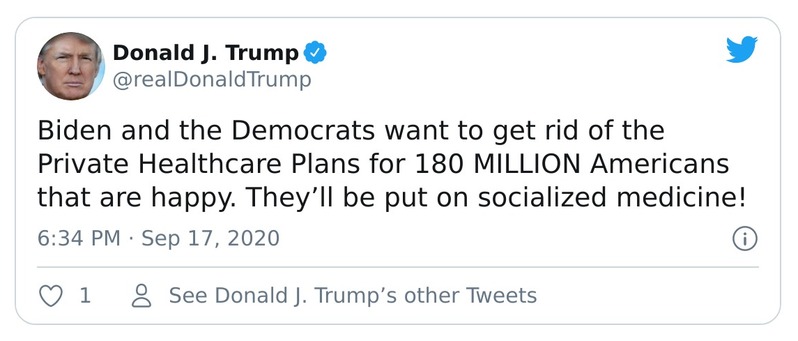 Donald J. Trump
@realDonaldTrump
Biden and the Democrats want to get rid of the
Private Healthcare Plans for 180 MILLION Americans
that are happy. They’ll be put on socialized medicine!
6:34 PM · Sep 17, 2020
1 See Donald J. Trump’s other Tweets